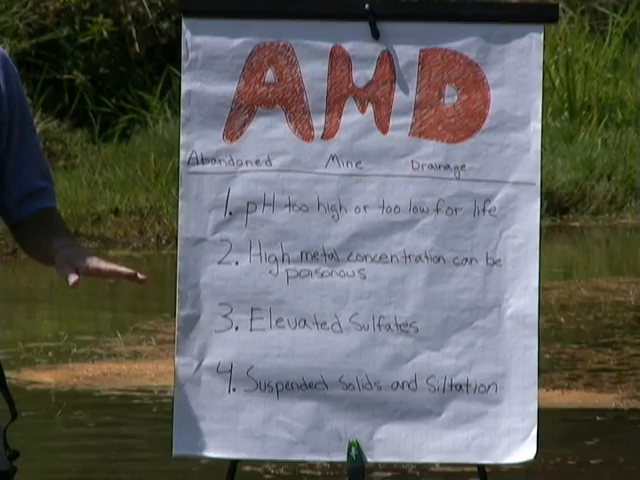 AMD
Abandoned Mine Drainage
1. pH too high or too low for life
2. High metal concentration can be
poisonous
3. Elevated Sulfates
4. Suspended Solids and Siltation